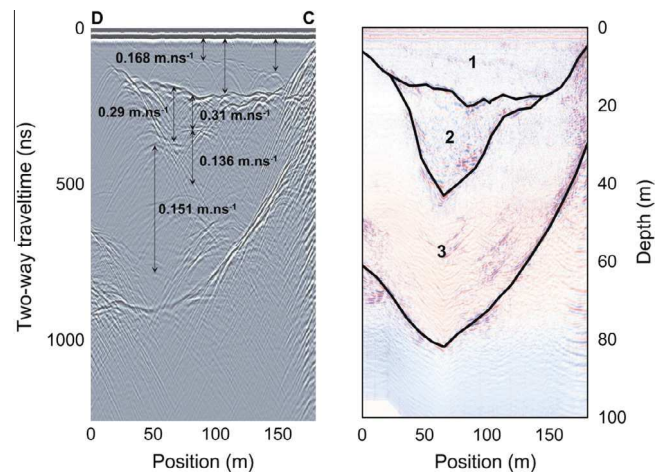 D C
0
500
1000
Two-way traveltime (ns)
0.168 m.ns-1
0.29 m.ns-1
0.31 m.ns-1
0.136 m.ns-1
0.151 m.ns-1
0 50 100 150
Position (m)
1
2
3
0
20
40
60
80
100
Depth (m)
0 50 100 150
Position (m)